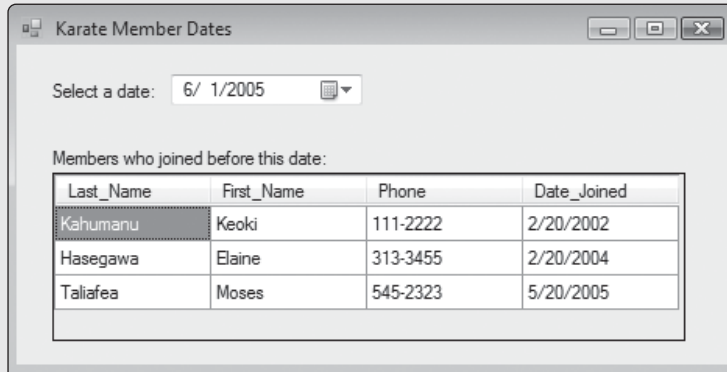 Karate Member Dates
Select a date: 6/ 1/2005
Members who joined before this date:
Last_Name First_Name Phone Date_Joined
Kahumanu Keoki 111-2222 2/20/2002
Hasegawa Elaine 313-3455 2/20/2004
Taliafea Moses 545-2323 5/20/2005